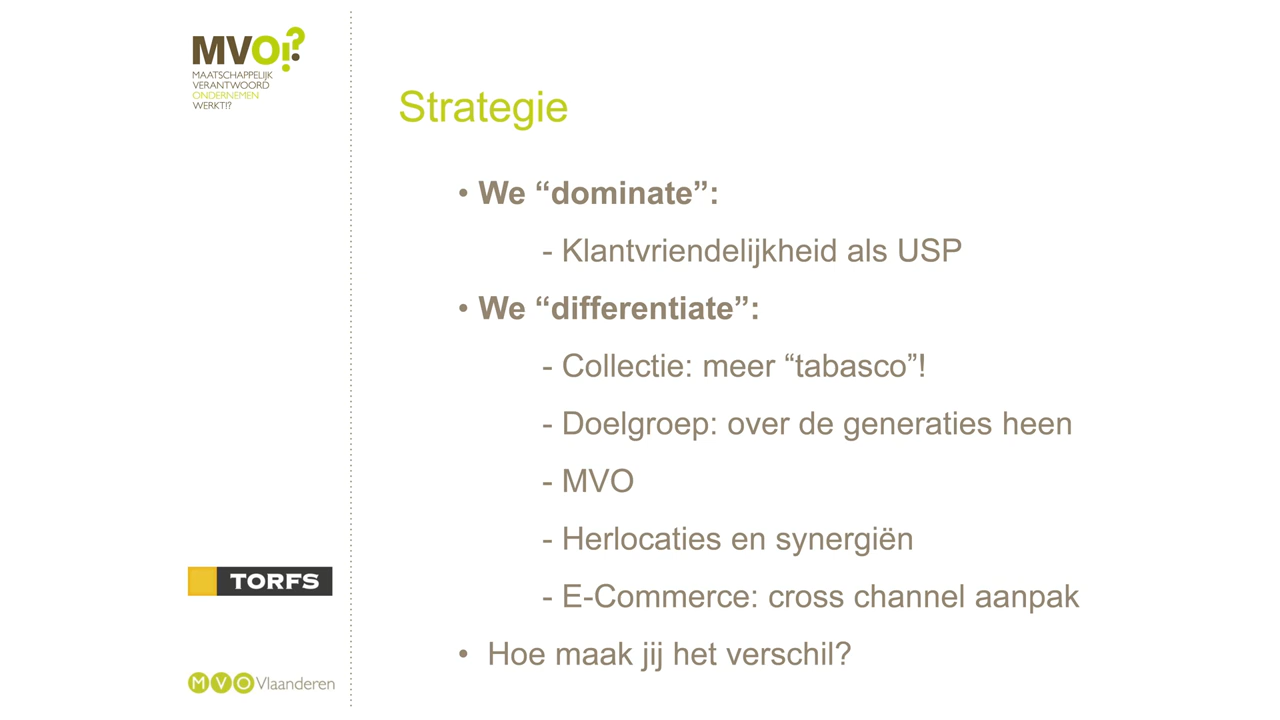 MVO!?
MAATSCHAPPELIJK
VERANTWOORD
ONDERNEMEN
WERKT!?
Strategie
• We “dominate”:
- Klantvriendelijkheid als USP
• We “differentiate”:
- Collectie: meer “tabasco”!
- Doelgroep: over de generaties heen
- MVO
- Herlocaties en synergiën
- E-Commerce: cross channel aanpak
• Hoe maak jij het verschil?
TORFS
MVO Vlaanderen